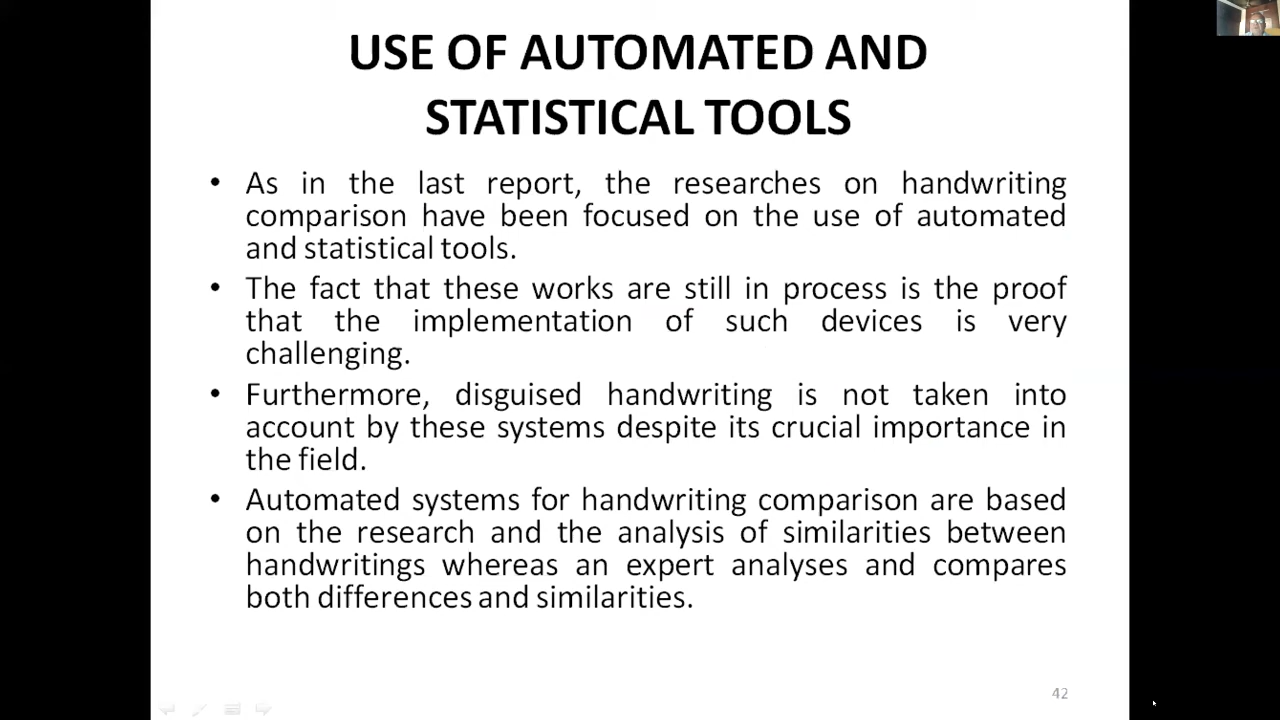 USE OF AUTOMATED AND
STATISTICAL TOOLS
• As in the last report, the researches on handwriting
comparison have been focused on the use of automated
and statistical tools.
• The fact that these works are still in process is the proof
that the implementation of such devices is very
challenging.
• Furthermore, disguised handwriting is not taken into
account by these systems despite its crucial importance in
the field.
• Automated systems for handwriting comparison are based
on the research and the analysis of similarities between
handwritings whereas an expert analyses and compares
both differences and similarities.
42